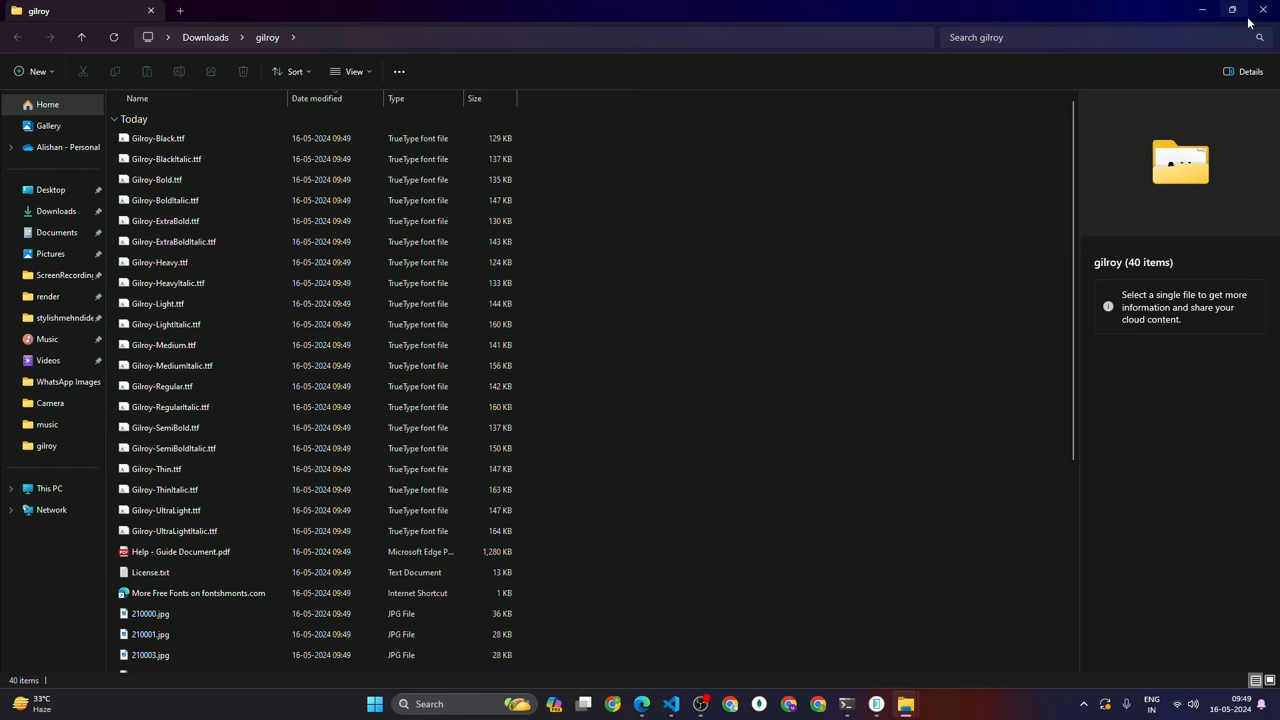 gilroy
Downloads gilroy
Search gilroy
New
Sort
View
Details
Home
Gallery
Alishan - Personal
Desktop
Downloads
Documents
Pictures
ScreenRecording
render
stylishmehndide
Music
Videos
WhatsApp Images
Camera
music
gilroy
This PC
Network
Name Date modified Type Size
Today
Gilroy-Black.ttf 16-05-2024 09:49 TrueType font file 129 KB
Gilroy-BlackItalic.ttf 16-05-2024 09:49 TrueType font file 137 KB
Gilroy-Bold.ttf 16-05-2024 09:49 TrueType font file 135 KB
Gilroy-BoldItalic.ttf 16-05-2024 09:49 TrueType font file 147 KB
Gilroy-ExtraBold.ttf 16-05-2024 09:49 TrueType font file 130 KB
Gilroy-ExtraBoldItalic.ttf 16-05-2024 09:49 TrueType font file 143 KB
Gilroy-Heavy.ttf 16-05-2024 09:49 TrueType font file 124 KB
Gilroy-HeavyItalic.ttf 16-05-2024 09:49 TrueType font file 133 KB
Gilroy-Light.ttf 16-05-2024 09:49 TrueType font file 144 KB
Gilroy-LightItalic.ttf 16-05-2024 09:49 TrueType font file 160 KB
Gilroy-Medium.ttf 16-05-2024 09:49 TrueType font file 141 KB
Gilroy-MediumItalic.ttf 16-05-2024 09:49 TrueType font file 156 KB
Gilroy-Regular.ttf 16-05-2024 09:49 TrueType font file 142 KB
Gilroy-RegularItalic.ttf 16-05-2024 09:49 TrueType font file 160 KB
Gilroy-SemiBold.ttf 16-05-2024 09:49 TrueType font file 137 KB
Gilroy-SemiBoldItalic.ttf 16-05-2024 09:49 TrueType font file 150 KB
Gilroy-Thin.ttf 16-05-2024 09:49 TrueType font file 147 KB
Gilroy-ThinItalic.ttf 16-05-2024 09:49 TrueType font file 163 KB
Gilroy-UltraLight.ttf 16-05-2024 09:49 TrueType font file 147 KB
Gilroy-UltraLightItalic.ttf 16-05-2024 09:49 TrueType font file 164 KB
Help - Guide Document.pdf 16-05-2024 09:49 Microsoft Edge P... 1,280 KB
License.txt 16-05-2024 09:49 Text Document 13 KB
More Free Fonts on fontshmonts.com 16-05-2024 09:49 Internet Shortcut 1 KB
210000.jpg 16-05-2024 09:49 JPG File 36 KB
210001.jpg 16-05-2024 09:49 JPG File 28 KB
210003.jpg 16-05-2024 09:49 JPG File 28 KB
gilroy (40 items)
Select a single file to get more
information and share your
cloud content.
40 items
33°C
Haze
Search
ENG
IN
09:49
16-05-2024